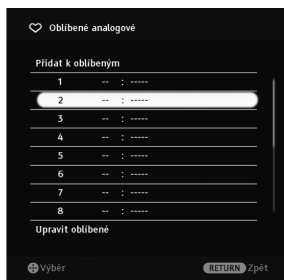 Oblíbené analogové
Přidat k oblíbeným
1 -- : -----
2 -- : -----
3 -- : -----
4 -- : -----
5 -- : -----
6 -- : -----
7 -- : -----
8 -- : -----
Upravit oblíbené
Výběr RETURN Zpět